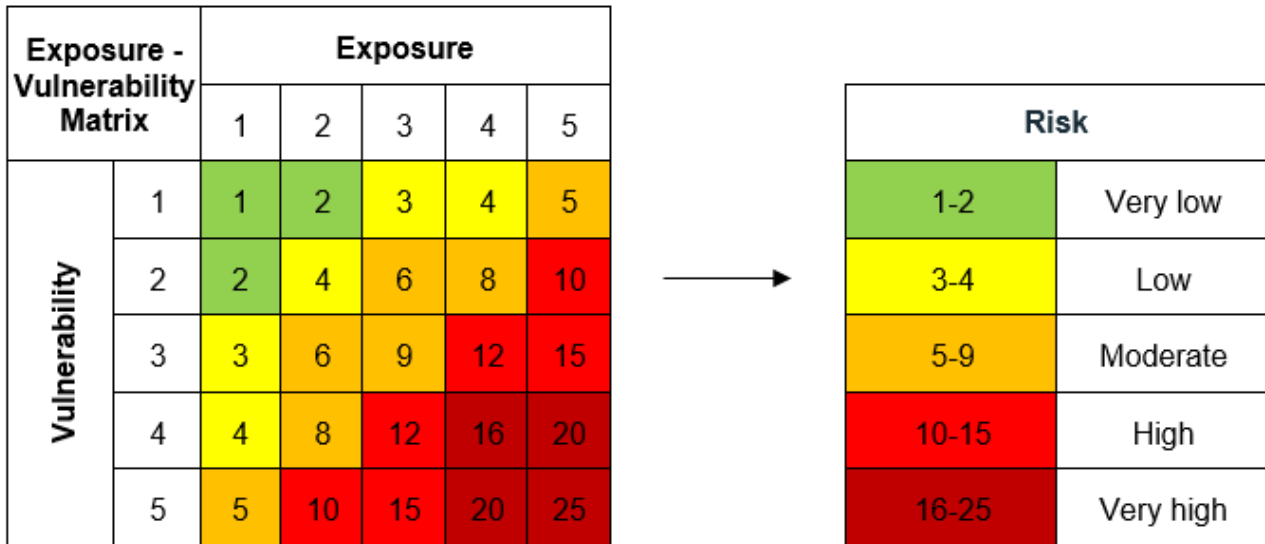 Exposure -
Vulnerability
Matrix
Exposure
1 2 3 4 5
Vulnerability
1 1 2 3 4 5
2 2 4 6 8 10
3 3 6 9 12 15
4 4 8 12 16 20
5 5 10 15 20 25
Risk
1-2 Very low
3-4 Low
5-9 Moderate
10-15 High
16-25 Very high